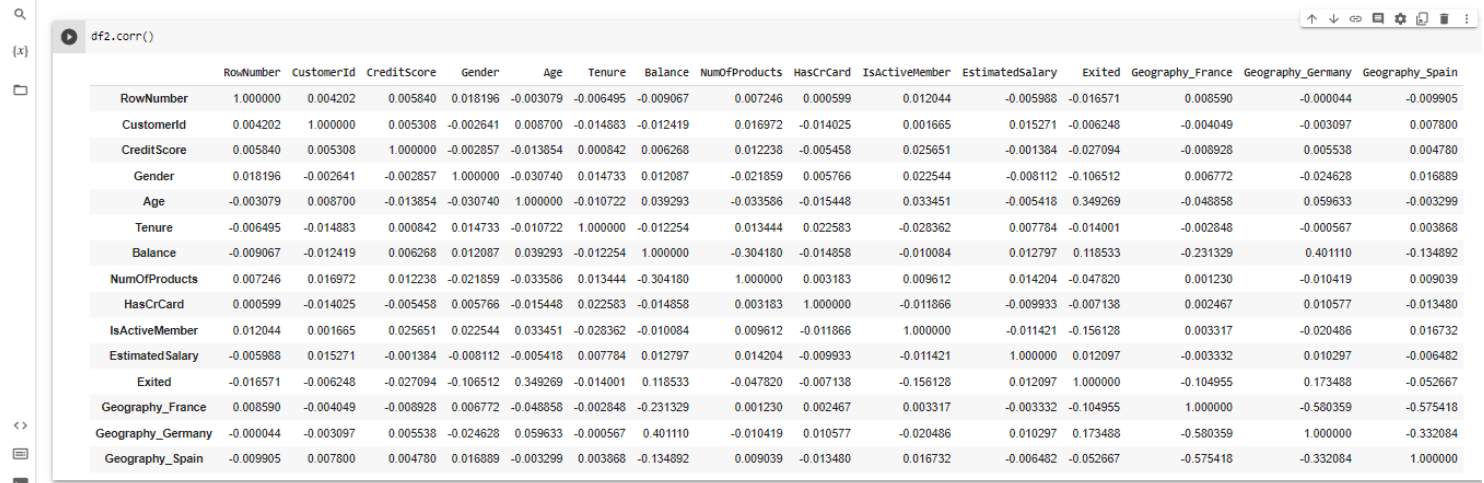 {x}
df2.corr()
RowNumber CustomerId CreditScore Gender Age Tenure Balance NumOfProducts HasCrCard IsActiveMember EstimatedSalary Exited Geography_France Geography_Germany Geography_Spain
RowNumber 1.000000 0.004202 0.005840 0.018196 -0.003079 -0.006495 -0.009067 0.007246 0.000599 0.012044 -0.005988 -0.016571 0.008590 -0.000044 -0.009905
CustomerId 0.004202 1.000000 0.005308 -0.002641 0.008700 -0.014883 -0.012419 0.016972 -0.014025 0.001665 0.015271 -0.006248 -0.004049 -0.003097 0.007800
CreditScore 0.005840 0.005308 1.000000 -0.002857 -0.013854 0.000842 0.006268 0.012238 -0.005458 0.025651 -0.001384 -0.027094 -0.008928 0.005538 0.004780
Gender 0.018196 -0.002641 -0.002857 1.000000 -0.030740 0.014733 0.012087 -0.021859 0.005766 0.022544 -0.008112 -0.106512 0.006772 -0.024628 0.016889
Age -0.003079 0.008700 -0.013854 -0.030740 1.000000 -0.010722 0.039293 -0.033586 -0.015448 0.033451 -0.005418 0.349269 -0.048858 0.059633 -0.003299
Tenure -0.006495 -0.014883 0.000842 0.014733 -0.010722 1.000000 -0.012254 0.013444 0.022583 -0.028362 0.007784 -0.014001 -0.002848 -0.000567 0.003868
Balance -0.009067 -0.012419 0.006268 0.012087 0.039293 -0.012254 1.000000 -0.304180 -0.014858 -0.010084 0.012797 0.118533 -0.231329 0.401110 -0.134892
NumOfProducts 0.007246 0.016972 0.012238 -0.021859 -0.033586 0.013444 -0.304180 1.000000 0.003183 0.009612 0.014204 -0.047820 0.001230 -0.010419 0.009039
HasCrCard 0.000599 -0.014025 -0.005458 0.005766 -0.015448 0.022583 -0.014858 0.003183 1.000000 -0.011866 -0.009933 -0.007138 0.002467 0.010577 -0.013480
IsActiveMember 0.012044 0.001665 0.025651 0.022544 0.033451 -0.028362 -0.010084 0.009612 -0.011866 1.000000 -0.011421 -0.156128 0.003317 -0.020486 0.016732
EstimatedSalary -0.005988 0.015271 -0.001384 -0.008112 -0.005418 0.007784 0.012797 0.014204 -0.009933 -0.011421 1.000000 0.012097 -0.003332 0.010297 -0.006482
Exited -0.016571 -0.006248 -0.027094 -0.106512 0.349269 -0.014001 0.118533 -0.047820 -0.007138 -0.156128 0.012097 1.000000 -0.104955 0.173488 -0.052667
Geography_France 0.008590 -0.004049 -0.008928 0.006772 -0.048858 -0.002848 -0.231329 0.001230 0.002467 0.003317 -0.003332 -0.104955 1.000000 -0.580359 -0.575418
Geography_Germany -0.000044 -0.003097 0.005538 -0.024628 0.059633 -0.000567 0.401110 -0.010419 0.010577 -0.020486 0.010297 0.173488 -0.580359 1.000000 -0.332084
Geography_Spain -0.009905 0.007800 0.004780 0.016889 -0.003299 0.003868 -0.134892 0.009039 -0.013480 0.016732 -0.006482 -0.052667 -0.575418 -0.332084 1.000000